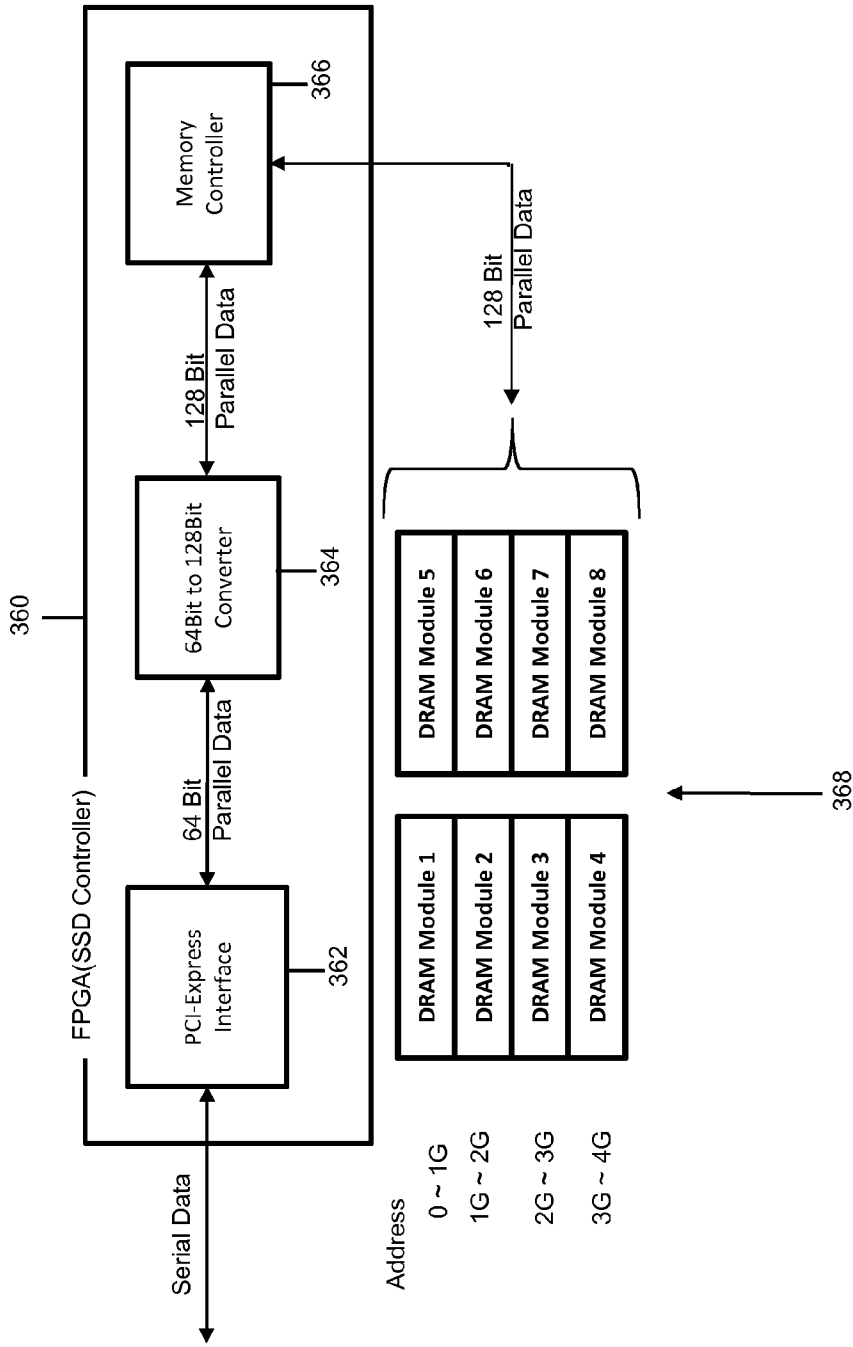 360
FPGA(SSD Controller)
Serial Data
PCI-Express
Interface
362
64 Bit
Parallel Data
64Bit to 128Bit
Converter
364
128 Bit
Parallel Data
Memory
Controller
366
128 Bit
Parallel Data
Address
0 ~ 1G
1G ~ 2G
2G ~ 3G
3G ~ 4G
DRAM Module 1
DRAM Module 2
DRAM Module 3
DRAM Module 4
DRAM Module 5
DRAM Module 6
DRAM Module 7
DRAM Module 8
368